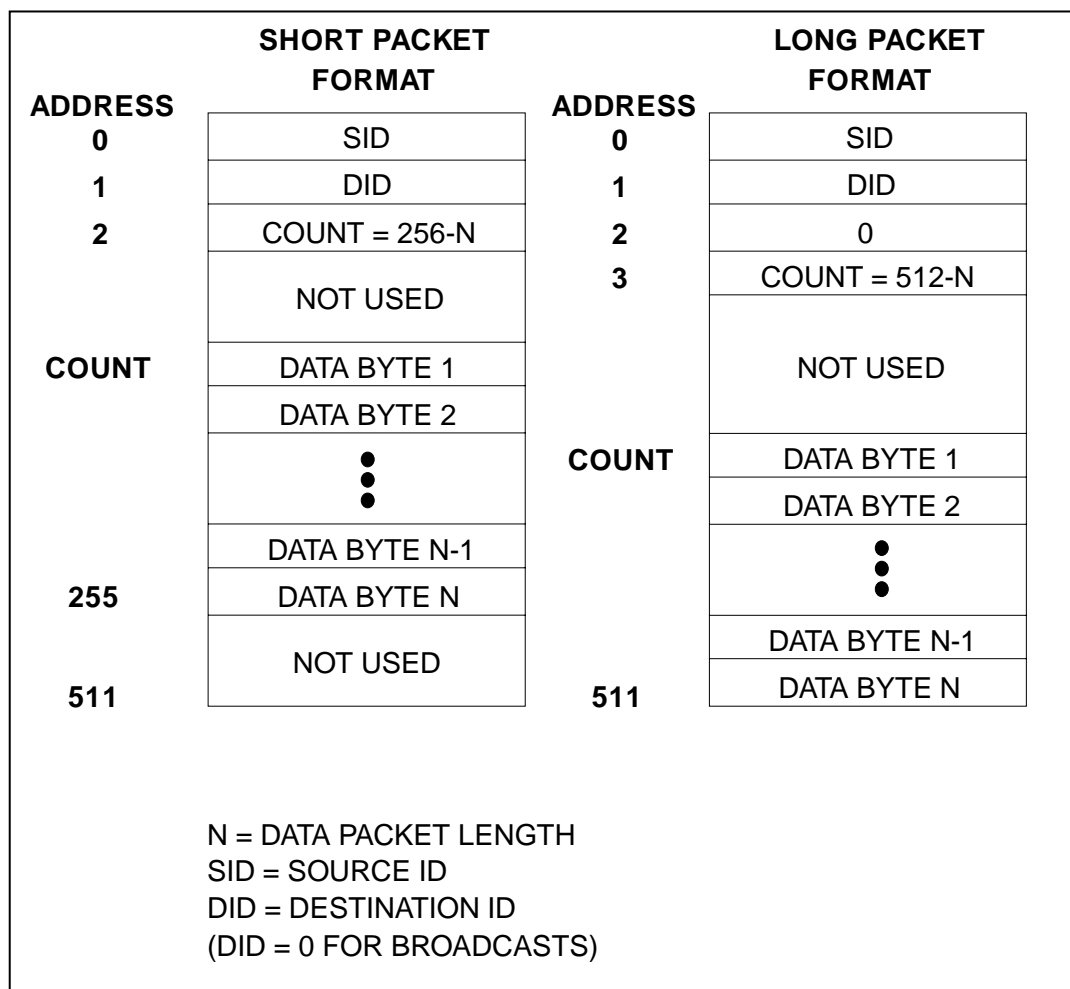 SHORT PACKET
FORMAT
ADDRESS
0 SID
1 DID
2 COUNT = 256-N
NOT USED
COUNT DATA BYTE 1
DATA BYTE 2
DATA BYTE N-1
255 DATA BYTE N
NOT USED
511
LONG PACKET
FORMAT
ADDRESS
0 SID
1 DID
2 0
3 COUNT = 512-N
NOT USED
COUNT DATA BYTE 1
DATA BYTE 2
DATA BYTE N-1
511 DATA BYTE N
N = DATA PACKET LENGTH
SID = SOURCE ID
DID = DESTINATION ID
(DID = 0 FOR BROADCASTS)